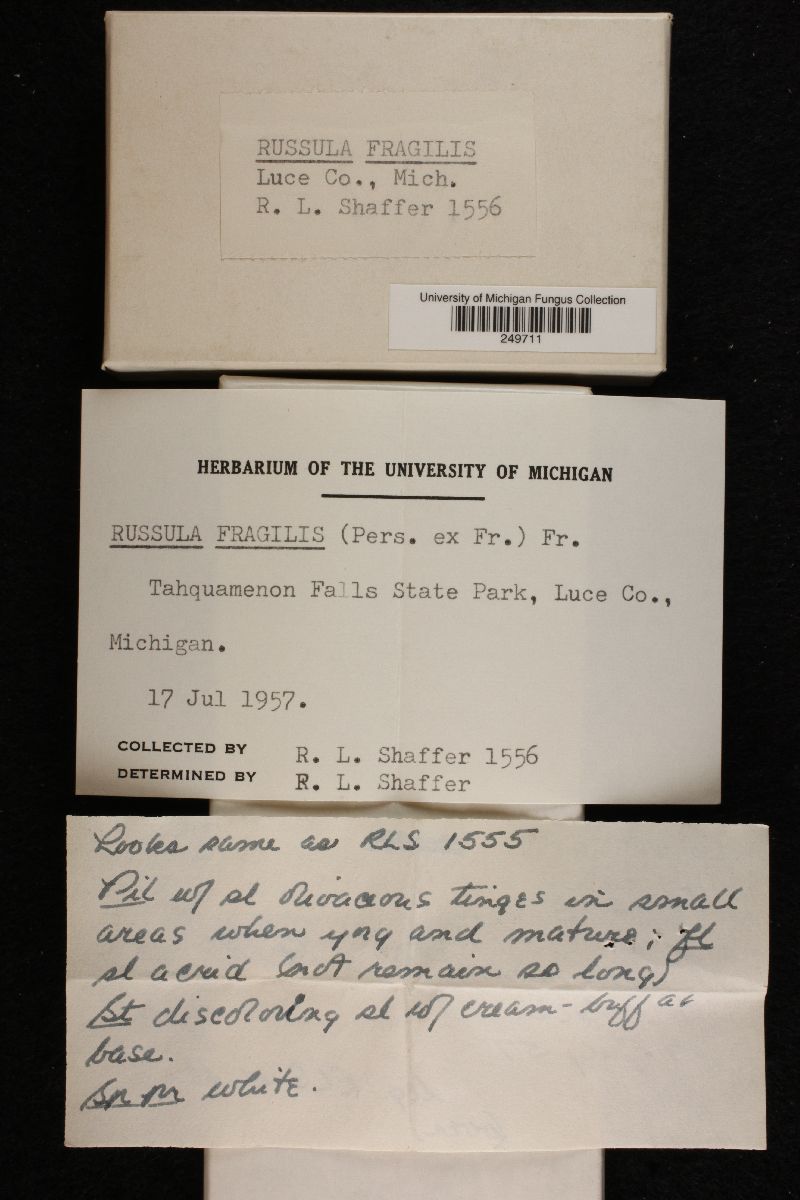 RUSSULA FRAGILIS
Luce Co., Mich.
R. L. Shaffer 1556
University of Michigan Fungus Collection
249711
HERBARIUM OF THE UNIVERSITY OF MICHIGAN
RUSSULA FRAGILIS (Pers. ex Fr.) Fr.
Tahquamenon Falls State Park, Luce Co.,
Michigan.
17 Jul 1957.
COLLECTED BY R. L. Shaffer 1556
DETERMINED BY R. L. Shaffer
Looks same as RLS 1555
Pil w/ sl olivaceous tinges in small
areas when yng and mature; fl
sl acrid (not remain so long)
St discoloring sl w/ cream-buff at
base.
Sp pr white.